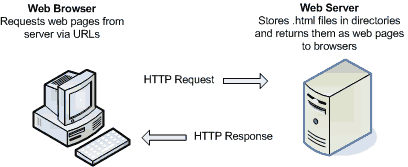 Web Browser
Requests web pages from
server via URLs
Web Server
Stores .html files in directories
and returns them as web pages
to browsers
HTTP Request
HTTP Response